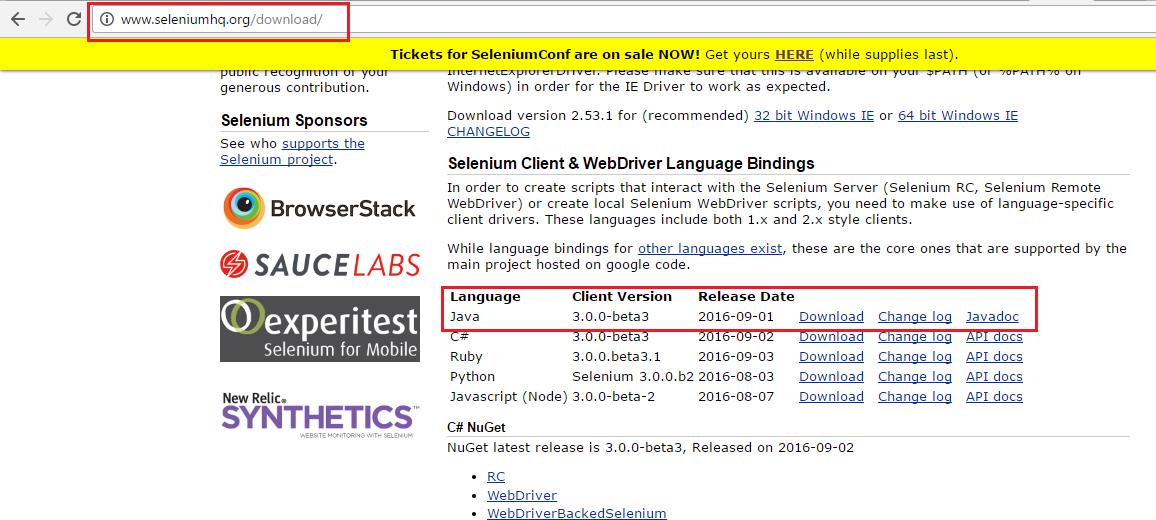 www.seleniumhq.org/download/
Tickets for SeleniumConf are on sale NOW! Get yours HERE (while supplies last).
public recognition of your
generous contribution.
Selenium Sponsors
See who supports the
Selenium project.
BrowserStack
SAUCELABS
experitest
Selenium for Mobile
New Relic®
SYNTHETICS™
WEBSITE MONITORING WITH SELENIUM
InternetExplorerDriver. Please make sure that this is available on your $PATH (or %PATH% on
Windows) in order for the IE Driver to work as expected.
Download version 2.53.1 for (recommended) 32 bit Windows IE or 64 bit Windows IE
CHANGELOG
Selenium Client & WebDriver Language Bindings
In order to create scripts that interact with the Selenium Server (Selenium RC, Selenium Remote
WebDriver) or create local Selenium WebDriver scripts, you need to make use of language-specific
client drivers. These languages include both 1.x and 2.x style clients.
While language bindings for other languages exist, these are the core ones that are supported by the
main project hosted on google code.
Language Client Version Release Date
Java 3.0.0-beta3 2016-09-01 Download Change log Javadoc
C# 3.0.0-beta3 2016-09-02 Download Change log API docs
Ruby 3.0.0.beta3.1 2016-09-03 Download Change log API docs
Python Selenium 3.0.0.b2 2016-08-03 Download Change log API docs
Javascript (Node) 3.0.0-beta-2 2016-08-07 Download Change log API docs
C# NuGet
NuGet latest release is 3.0.0-beta3, Released on 2016-09-02
• RC
• WebDriver
• WebDriverBackedSelenium